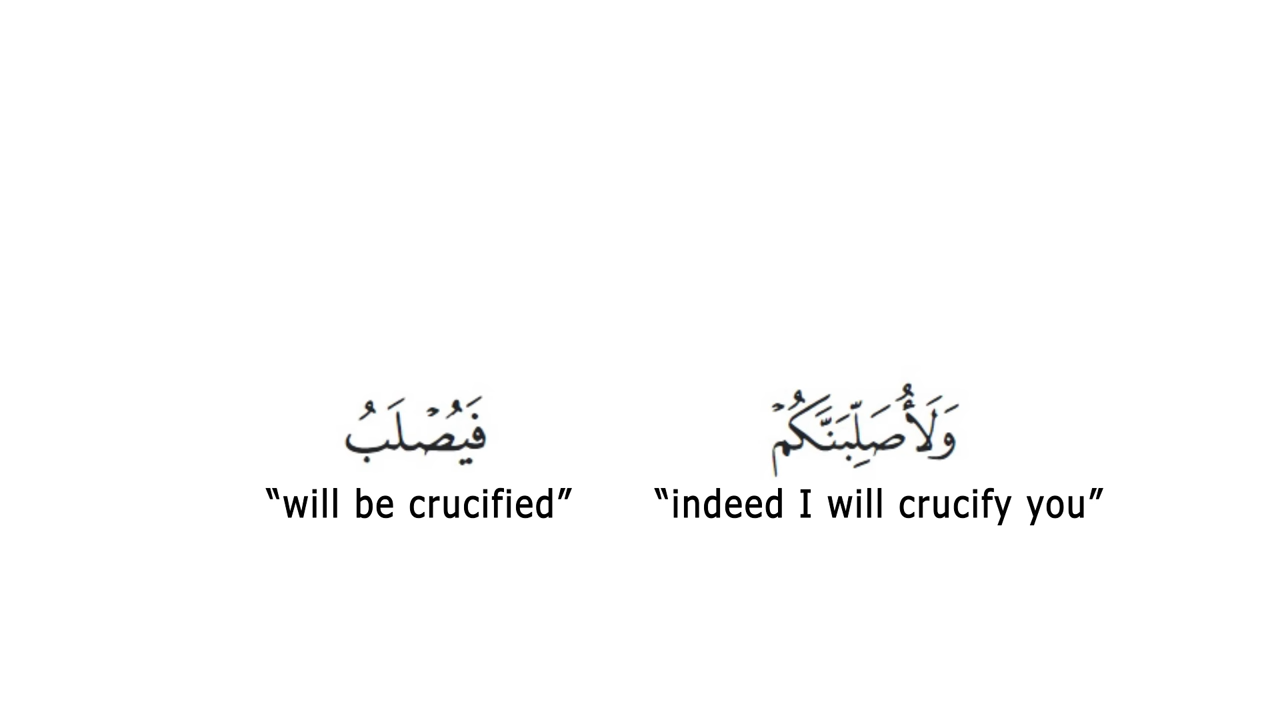 فَيُصۡلَبُ
وَلَأُصَلِّبَنَّكُمۡ
“will be crucified”
“indeed I will crucify you”